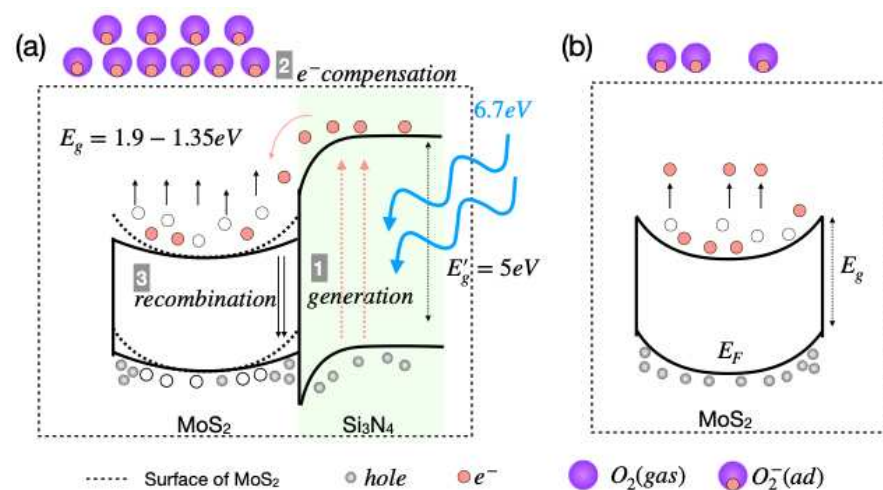 (a)
(b)
2 e⁻compensation
E_g = 1.9 − 1.35eV
6.7eV
3
recombination
1
generation
E′_g = 5eV
E_g
E_F
MoS₂
Si₃N₄
MoS₂
Surface of MoS₂
hole
e⁻
O₂(gas)
O₂⁻(ad)